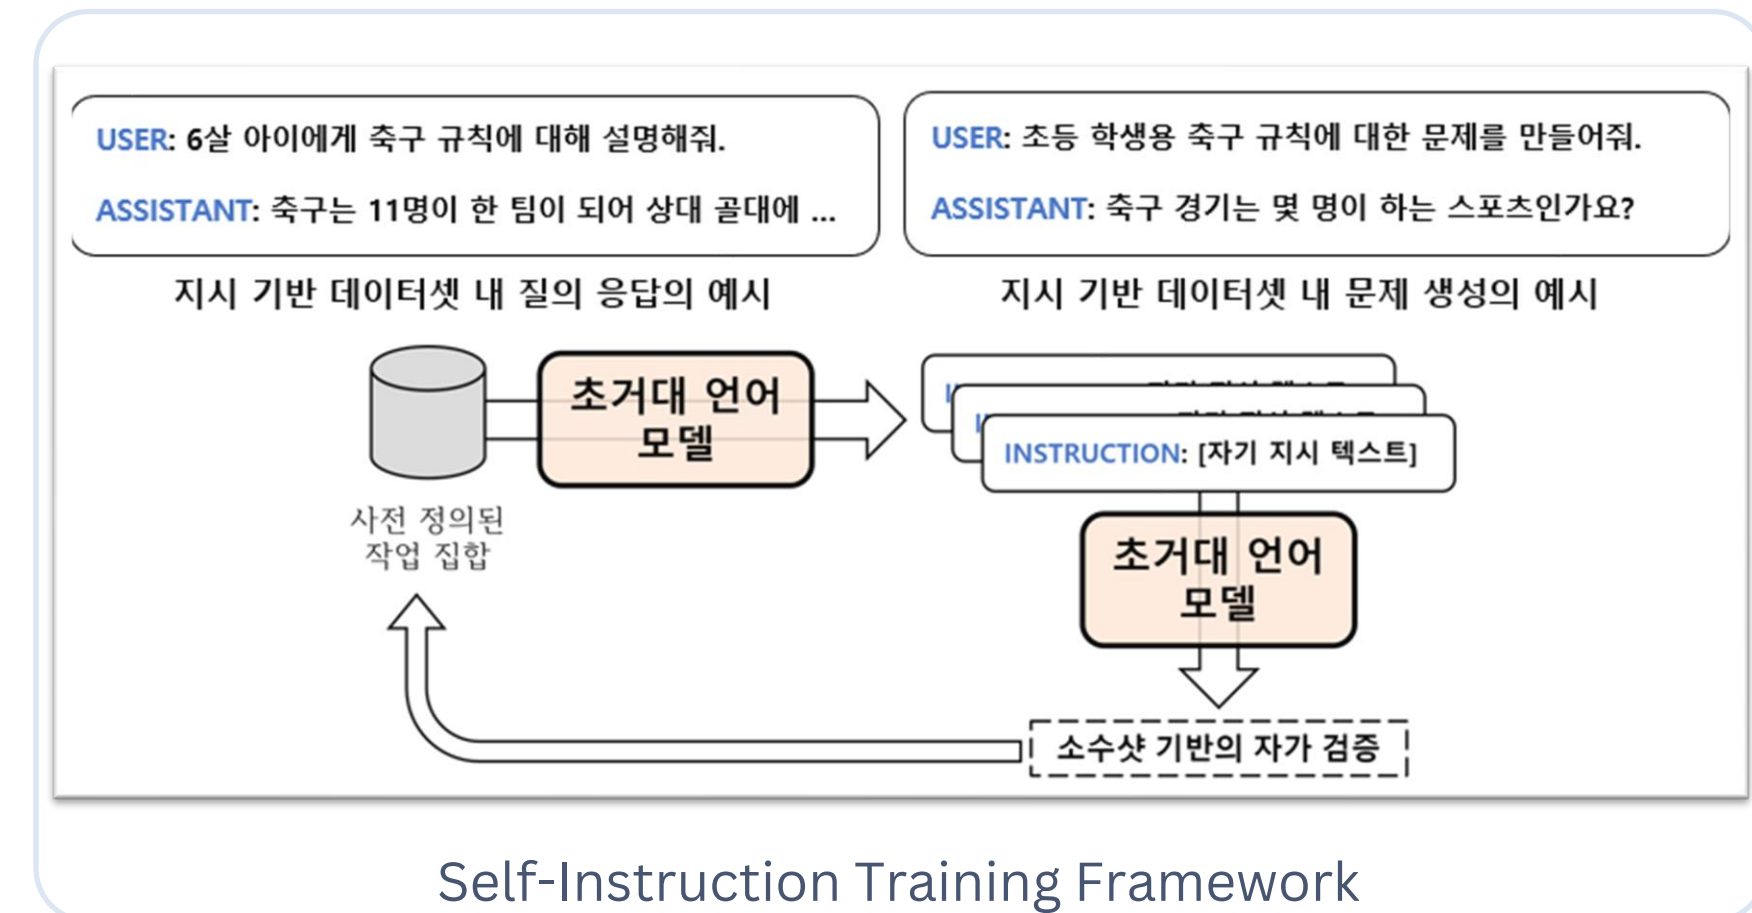 USER: 6살 아이에게 축구 규칙에 대해 설명해줘.
ASSISTANT: 축구는 11명이 한 팀이 되어 상대 골대에 ...
USER: 초등 학생용 축구 규칙에 대한 문제를 만들어줘.
ASSISTANT: 축구 경기는 몇 명이 하는 스포츠인가요?
지시 기반 데이터셋 내 질의 응답의 예시
지시 기반 데이터셋 내 문제 생성의 예시
초거대 언어
모델
INSTRUCTION: [자기 지시 텍스트]
사전 정의된
작업 집합
초거대 언어
모델
소수샷 기반의 자가 검증
Self-Instruction Training Framework